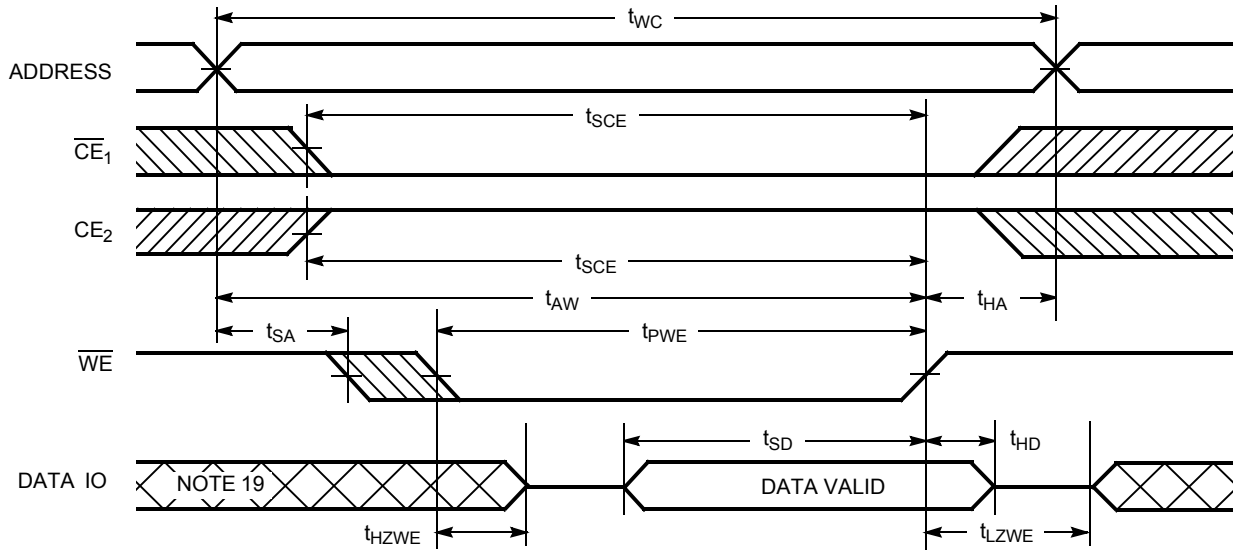 tWC
ADDRESS
tSCE
CE1
CE2
tSCE
tAW
tHA
tSA
tPWE
WE
tSD
tHD
DATA IO
NOTE 19
DATA VALID
tHZWE
tLZWE